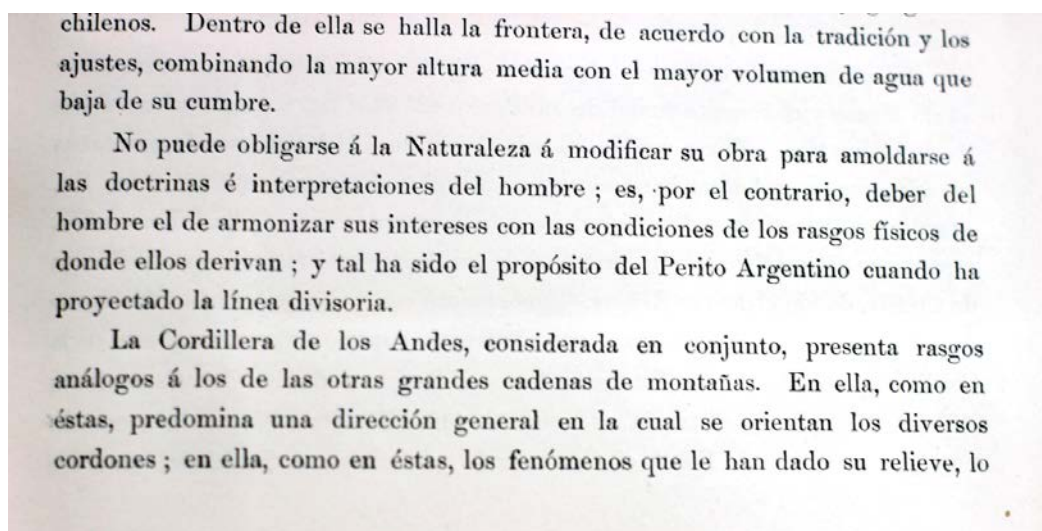 chilenos. Dentro de ella se halla la frontera, de acuerdo con la tradición y los
ajustes, combinando la mayor altura media con el mayor volumen de agua que
baja de su cumbre.
No puede obligarse á la Naturaleza á modificar su obra para amoldarse á
las doctrinas é interpretaciones del hombre ; es, por el contrario, deber del
hombre el de armonizar sus intereses con las condiciones de los rasgos físicos de
donde ellos derivan ; y tal ha sido el propósito del Perito Argentino cuando ha
proyectado la línea divisoria.
La Cordillera de los Andes, considerada en conjunto, presenta rasgos
análogos á los de las otras grandes cadenas de montañas. En ella, como en
éstas, predomina una dirección general en la cual se orientan los diversos
cordones ; en ella, como en éstas, los fenómenos que le han dado su relieve, lo